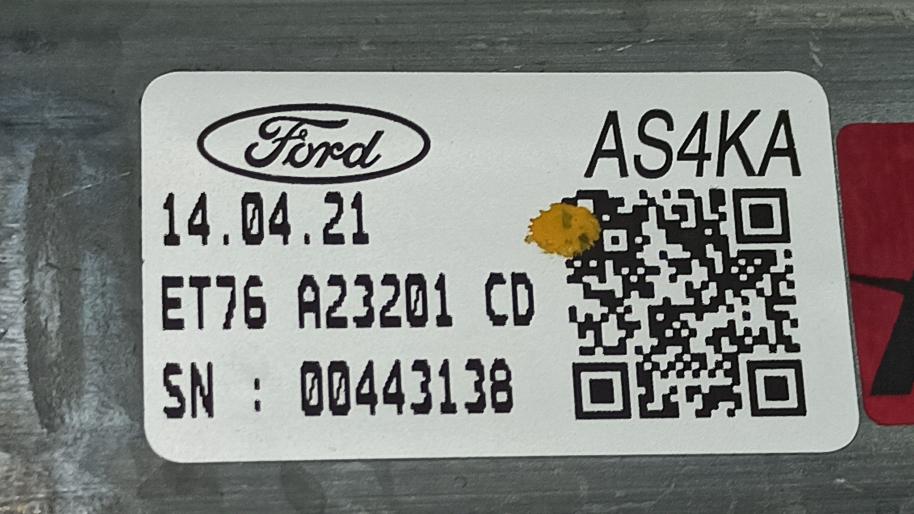 Ford
AS4KA
14.04.21
ET76 A23201 CD
SN : 00443138